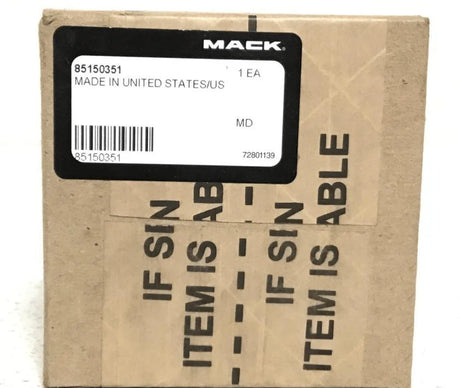 MACK
85150351 1 EA
MADE IN UNITED STATES/US
MD
85150351 72801139
IF SIN
ITEM IS ABLE
IF SIN
ITEM IS ABLE